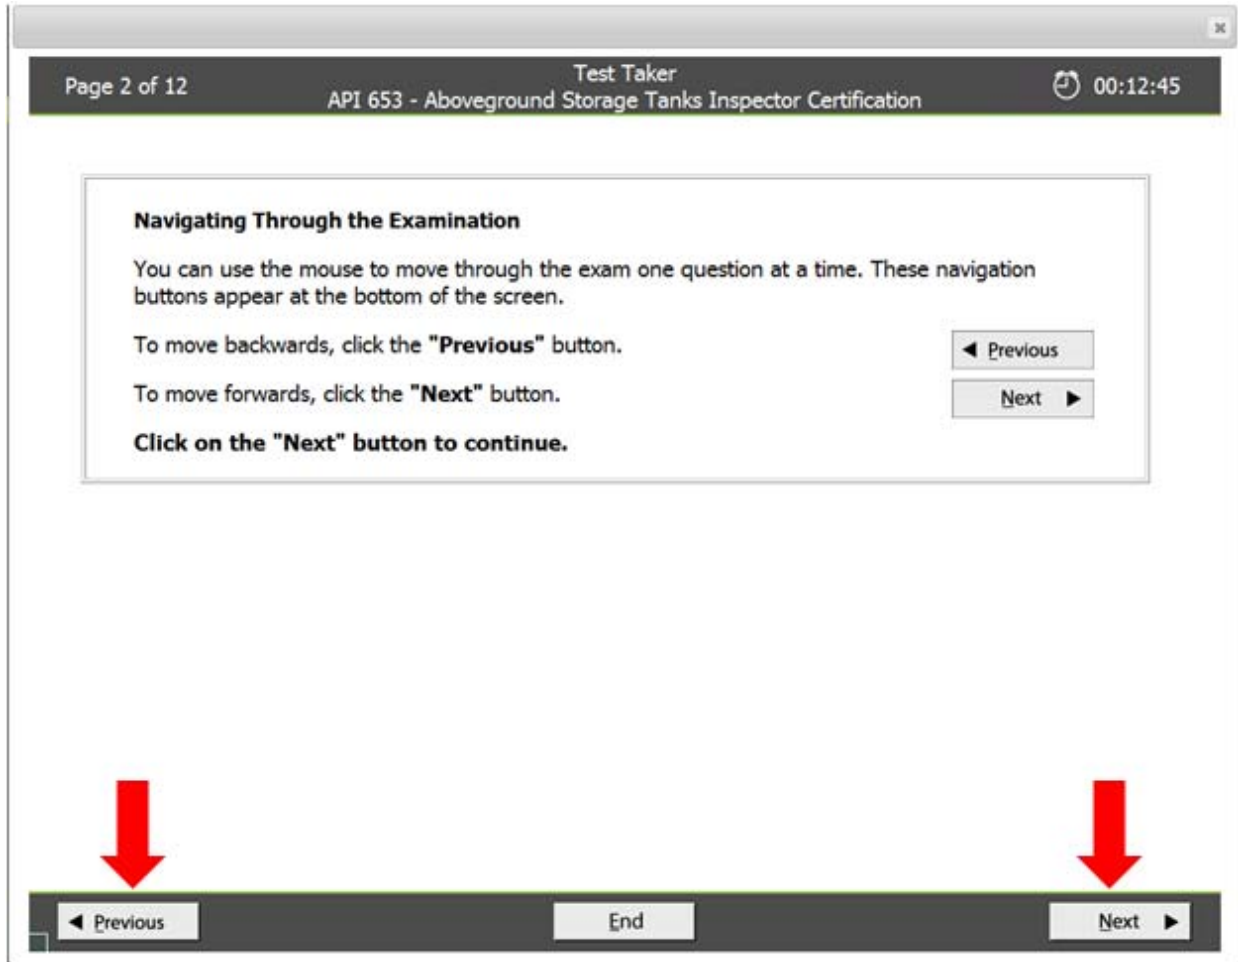 Page 2 of 12
Test Taker
API 653 - Aboveground Storage Tanks Inspector Certification
00:12:45
Navigating Through the Examination
You can use the mouse to move through the exam one question at a time. These navigation
buttons appear at the bottom of the screen.
To move backwards, click the "Previous" button.
Previous
To move forwards, click the "Next" button.
Next
Click on the "Next" button to continue.
Previous
End
Next